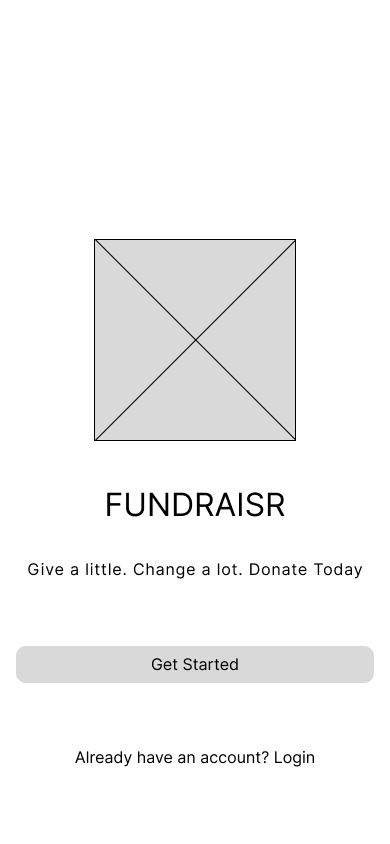 FUNDRAISR
Give a little. Change a lot. Donate Today
Get Started
Already have an account? Login